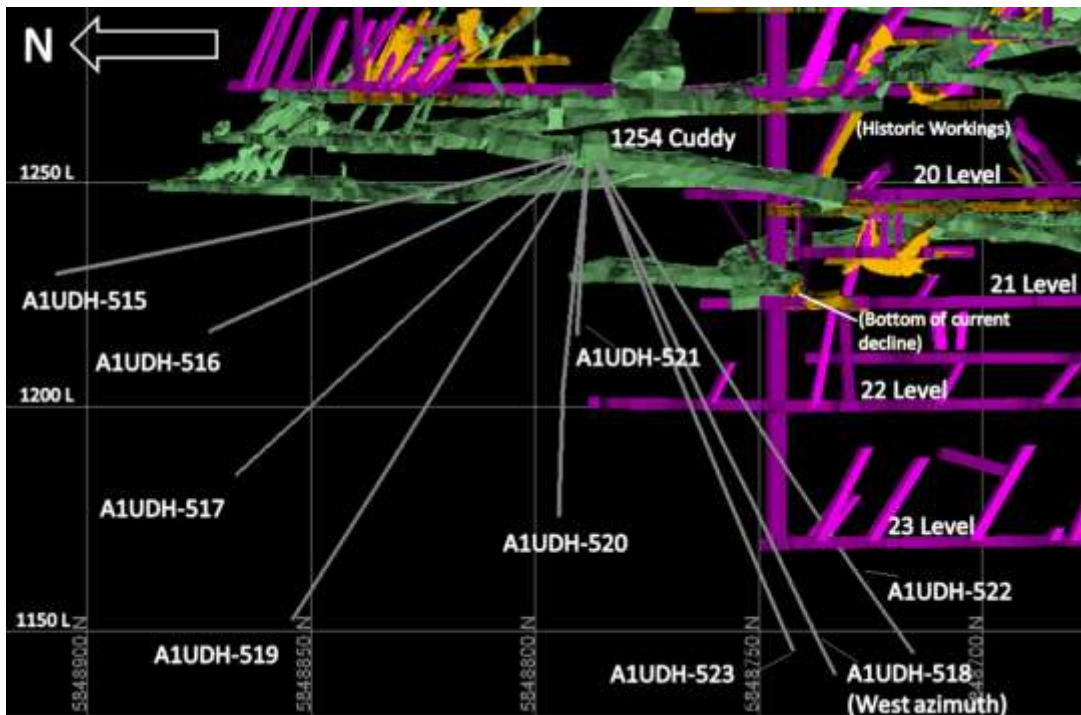 N
1254 Cuddy
(Historic Workings)
1250 L
20 Level
A1UDH-515
21 Level
(Bottom of current
decline)
A1UDH-516
A1UDH-521
22 Level
1200 L
A1UDH-517
23 Level
A1UDH-520
A1UDH-522
1150 L
A1UDH-519
A1UDH-523
A1UDH-518
(West azimuth)
5848900 N
5848850 N
5848800 N
5848750 N
5848700 N